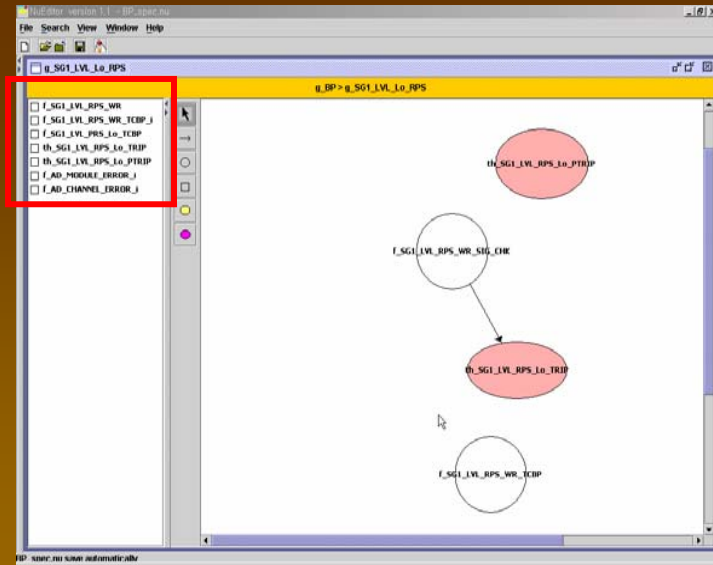 NuEditor version 1.1 - BP_spec.nu
File Search View Window Help
g_SG1_LVL_Lo_RPS
g_BP > g_SG1_LVL_Lo_RPS
f_SG1_LVL_RPS_WR
f_SG1_LVL_RPS_WR_TCBP_i
f_SG1_LVL_PRS_Lo_TCBP
th_SG1_LVL_RPS_Lo_TRIP
th_SG1_LVL_RPS_Lo_PTRIP
f_AD_MODULE_ERROR_i
f_AD_CHANNEL_ERROR_i
th_SG1_LVL_RPS_Lo_PTRIP
f_SG1_LVL_RPS_WR_SIG_CHK
th_SG1_LVL_RPS_Lo_TRIP
f_SG1_LVL_RPS_WR_TCBP
BP_spec.nu save automatically